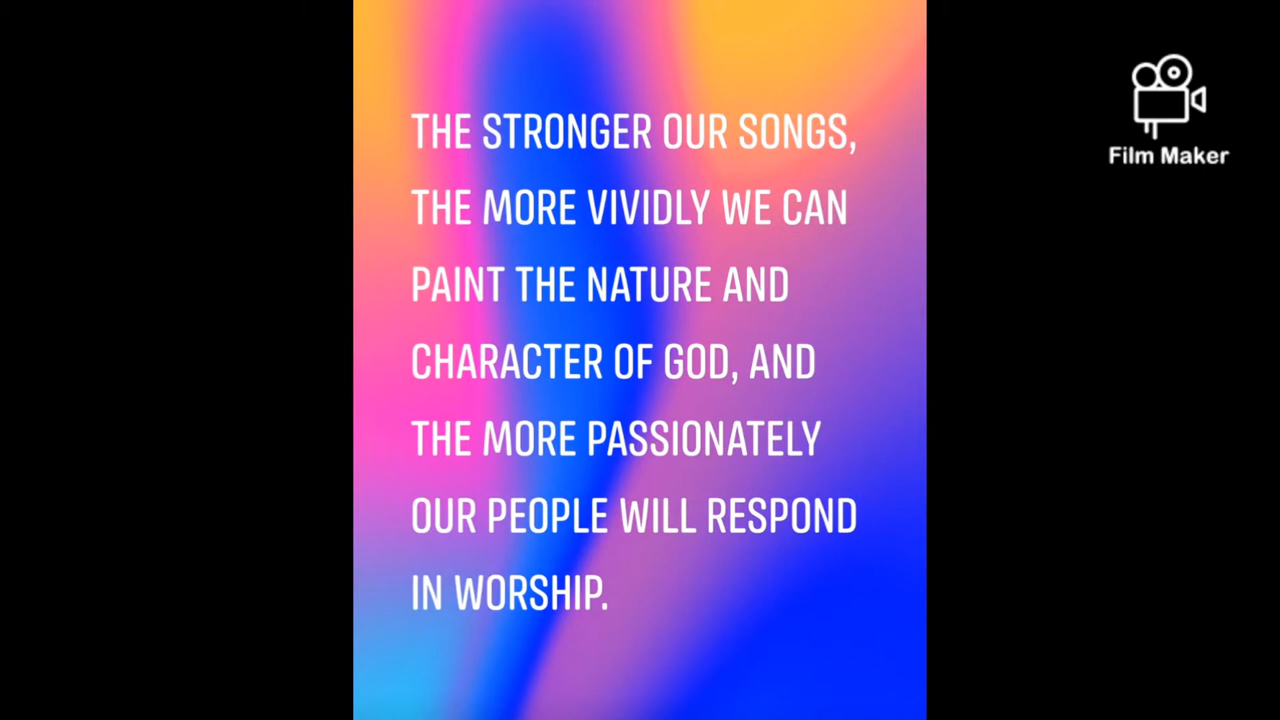 THE STRONGER OUR SONGS,
THE MORE VIVIDLY WE CAN
PAINT THE NATURE AND
CHARACTER OF GOD, AND
THE MORE PASSIONATELY
OUR PEOPLE WILL RESPOND
IN WORSHIP.
Film Maker